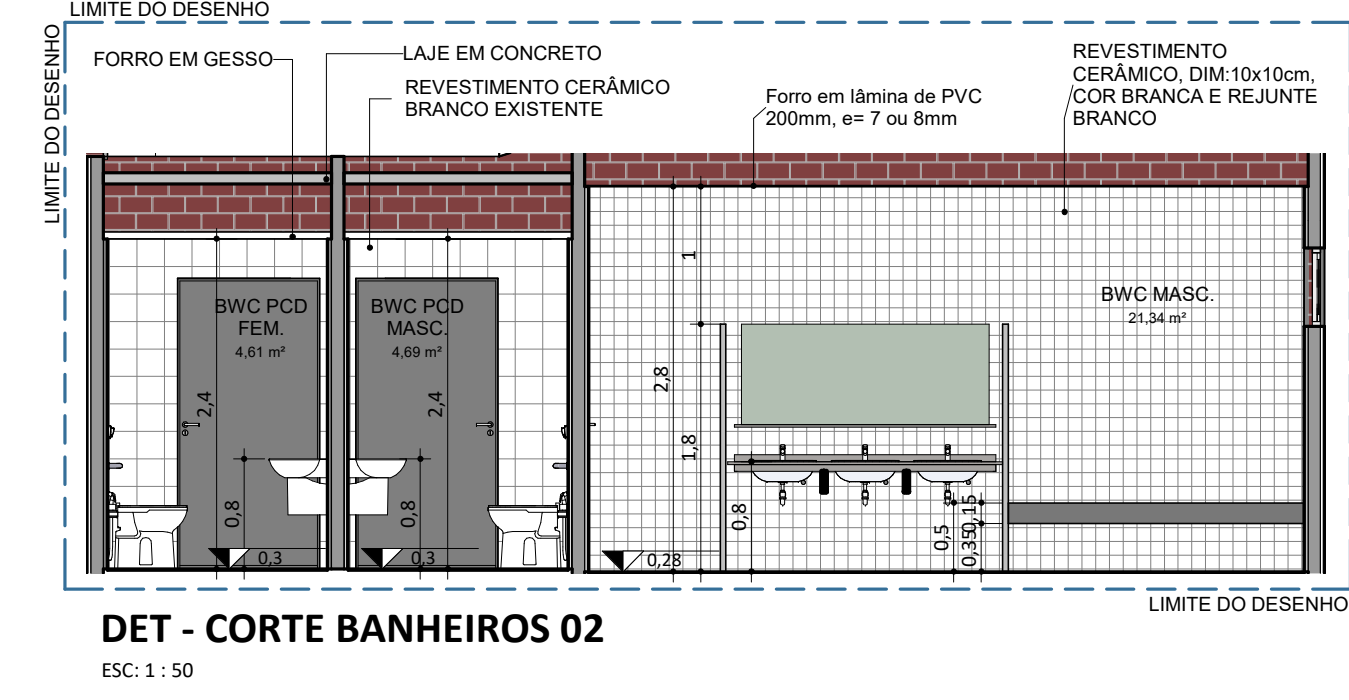 LIMITE DO DESENHO
LIMITE DO DESENHO
FORRO EM GESSO
LAJE EM CONCRETO
REVESTIMENTO CERÂMICO
BRANCO EXISTENTE
Forro em lâmina de PVC
200mm, e= 7 ou 8mm
REVESTIMENTO
CERÂMICO, DIM:10x10cm,
COR BRANCA E REJUNTE
BRANCO
BWC PCD
FEM.
4,61 m²
BWC PCD
MASC.
4,69 m²
BWC MASC.
21,34 m²
2,4
2,4
2,8
1
1,8
0,8
0,8
0,8
0,5
0,35
0,15
0,3
0,3
0,28
LIMITE DO DESENHO
DET - CORTE BANHEIROS 02
ESC: 1 : 50